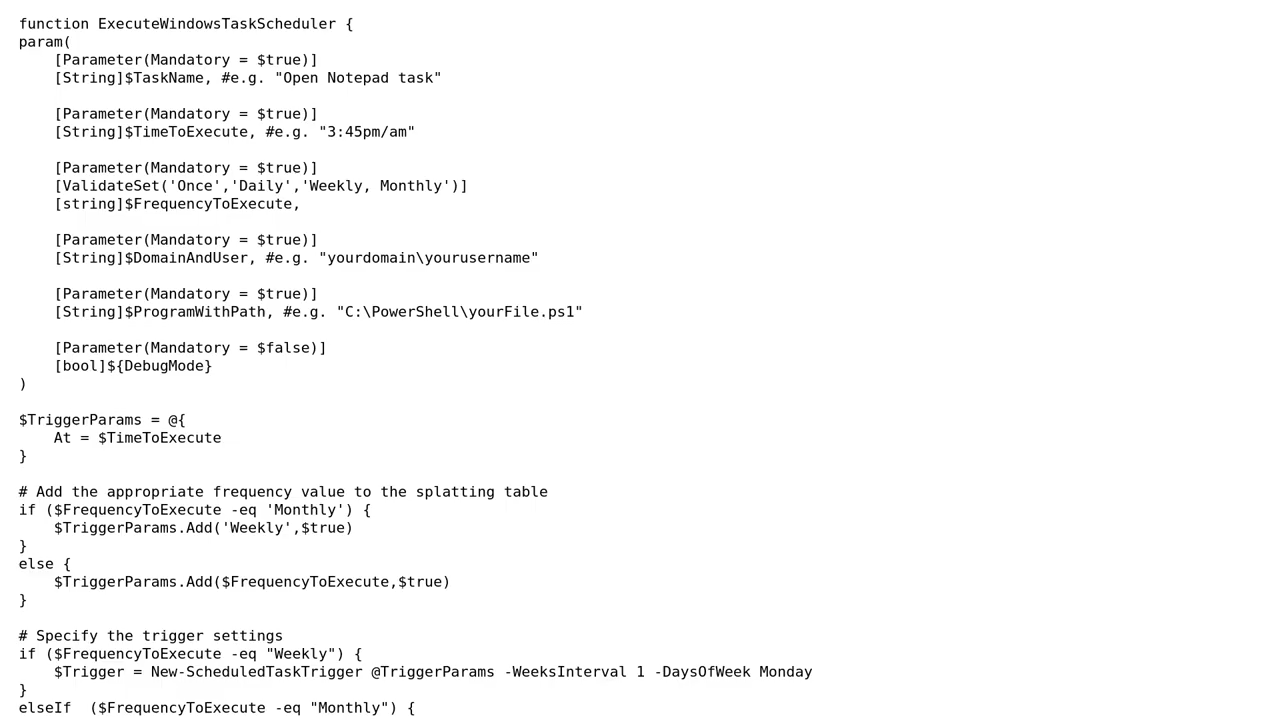 function ExecuteWindowsTaskScheduler {
param(
    [Parameter(Mandatory = $true)]
    [String]$TaskName, #e.g. "Open Notepad task"

    [Parameter(Mandatory = $true)]
    [String]$TimeToExecute, #e.g. "3:45pm/am"

    [Parameter(Mandatory = $true)]
    [ValidateSet('Once','Daily','Weekly, Monthly')]
    [string]$FrequencyToExecute,

    [Parameter(Mandatory = $true)]
    [String]$DomainAndUser, #e.g. "yourdomain\yourusername"

    [Parameter(Mandatory = $true)]
    [String]$ProgramWithPath, #e.g. "C:\PowerShell\yourFile.ps1"

    [Parameter(Mandatory = $false)]
    [bool]${DebugMode}
)

$TriggerParams = @{
    At = $TimeToExecute
}

# Add the appropriate frequency value to the splatting table
if ($FrequencyToExecute -eq 'Monthly') {
    $TriggerParams.Add('Weekly',$true)
}
else {
    $TriggerParams.Add($FrequencyToExecute,$true)
}

# Specify the trigger settings
if ($FrequencyToExecute -eq "Weekly") {
    $Trigger = New-ScheduledTaskTrigger @TriggerParams -WeeksInterval 1 -DaysOfWeek Monday
}
elseIf  ($FrequencyToExecute -eq "Monthly") {